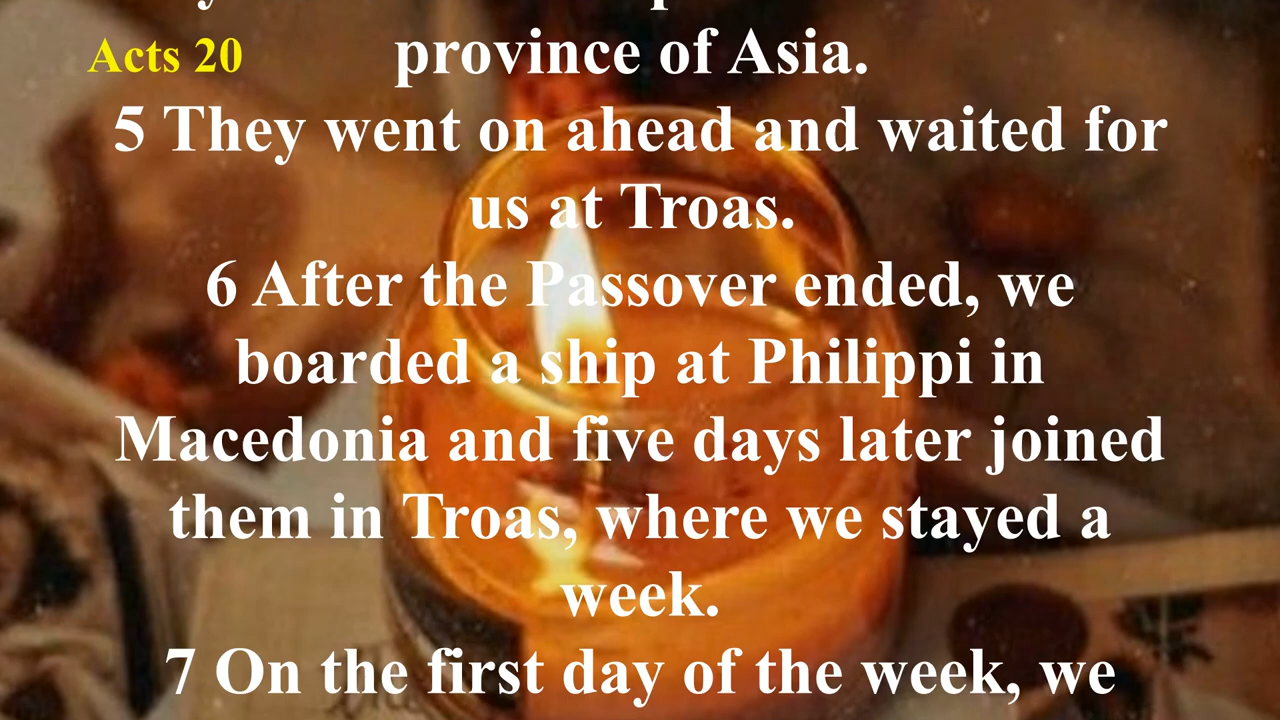 Acts 20
province of Asia.
5 They went on ahead and waited for
us at Troas.
6 After the Passover ended, we
boarded a ship at Philippi in
Macedonia and five days later joined
them in Troas, where we stayed a
week.
7 On the first day of the week, we